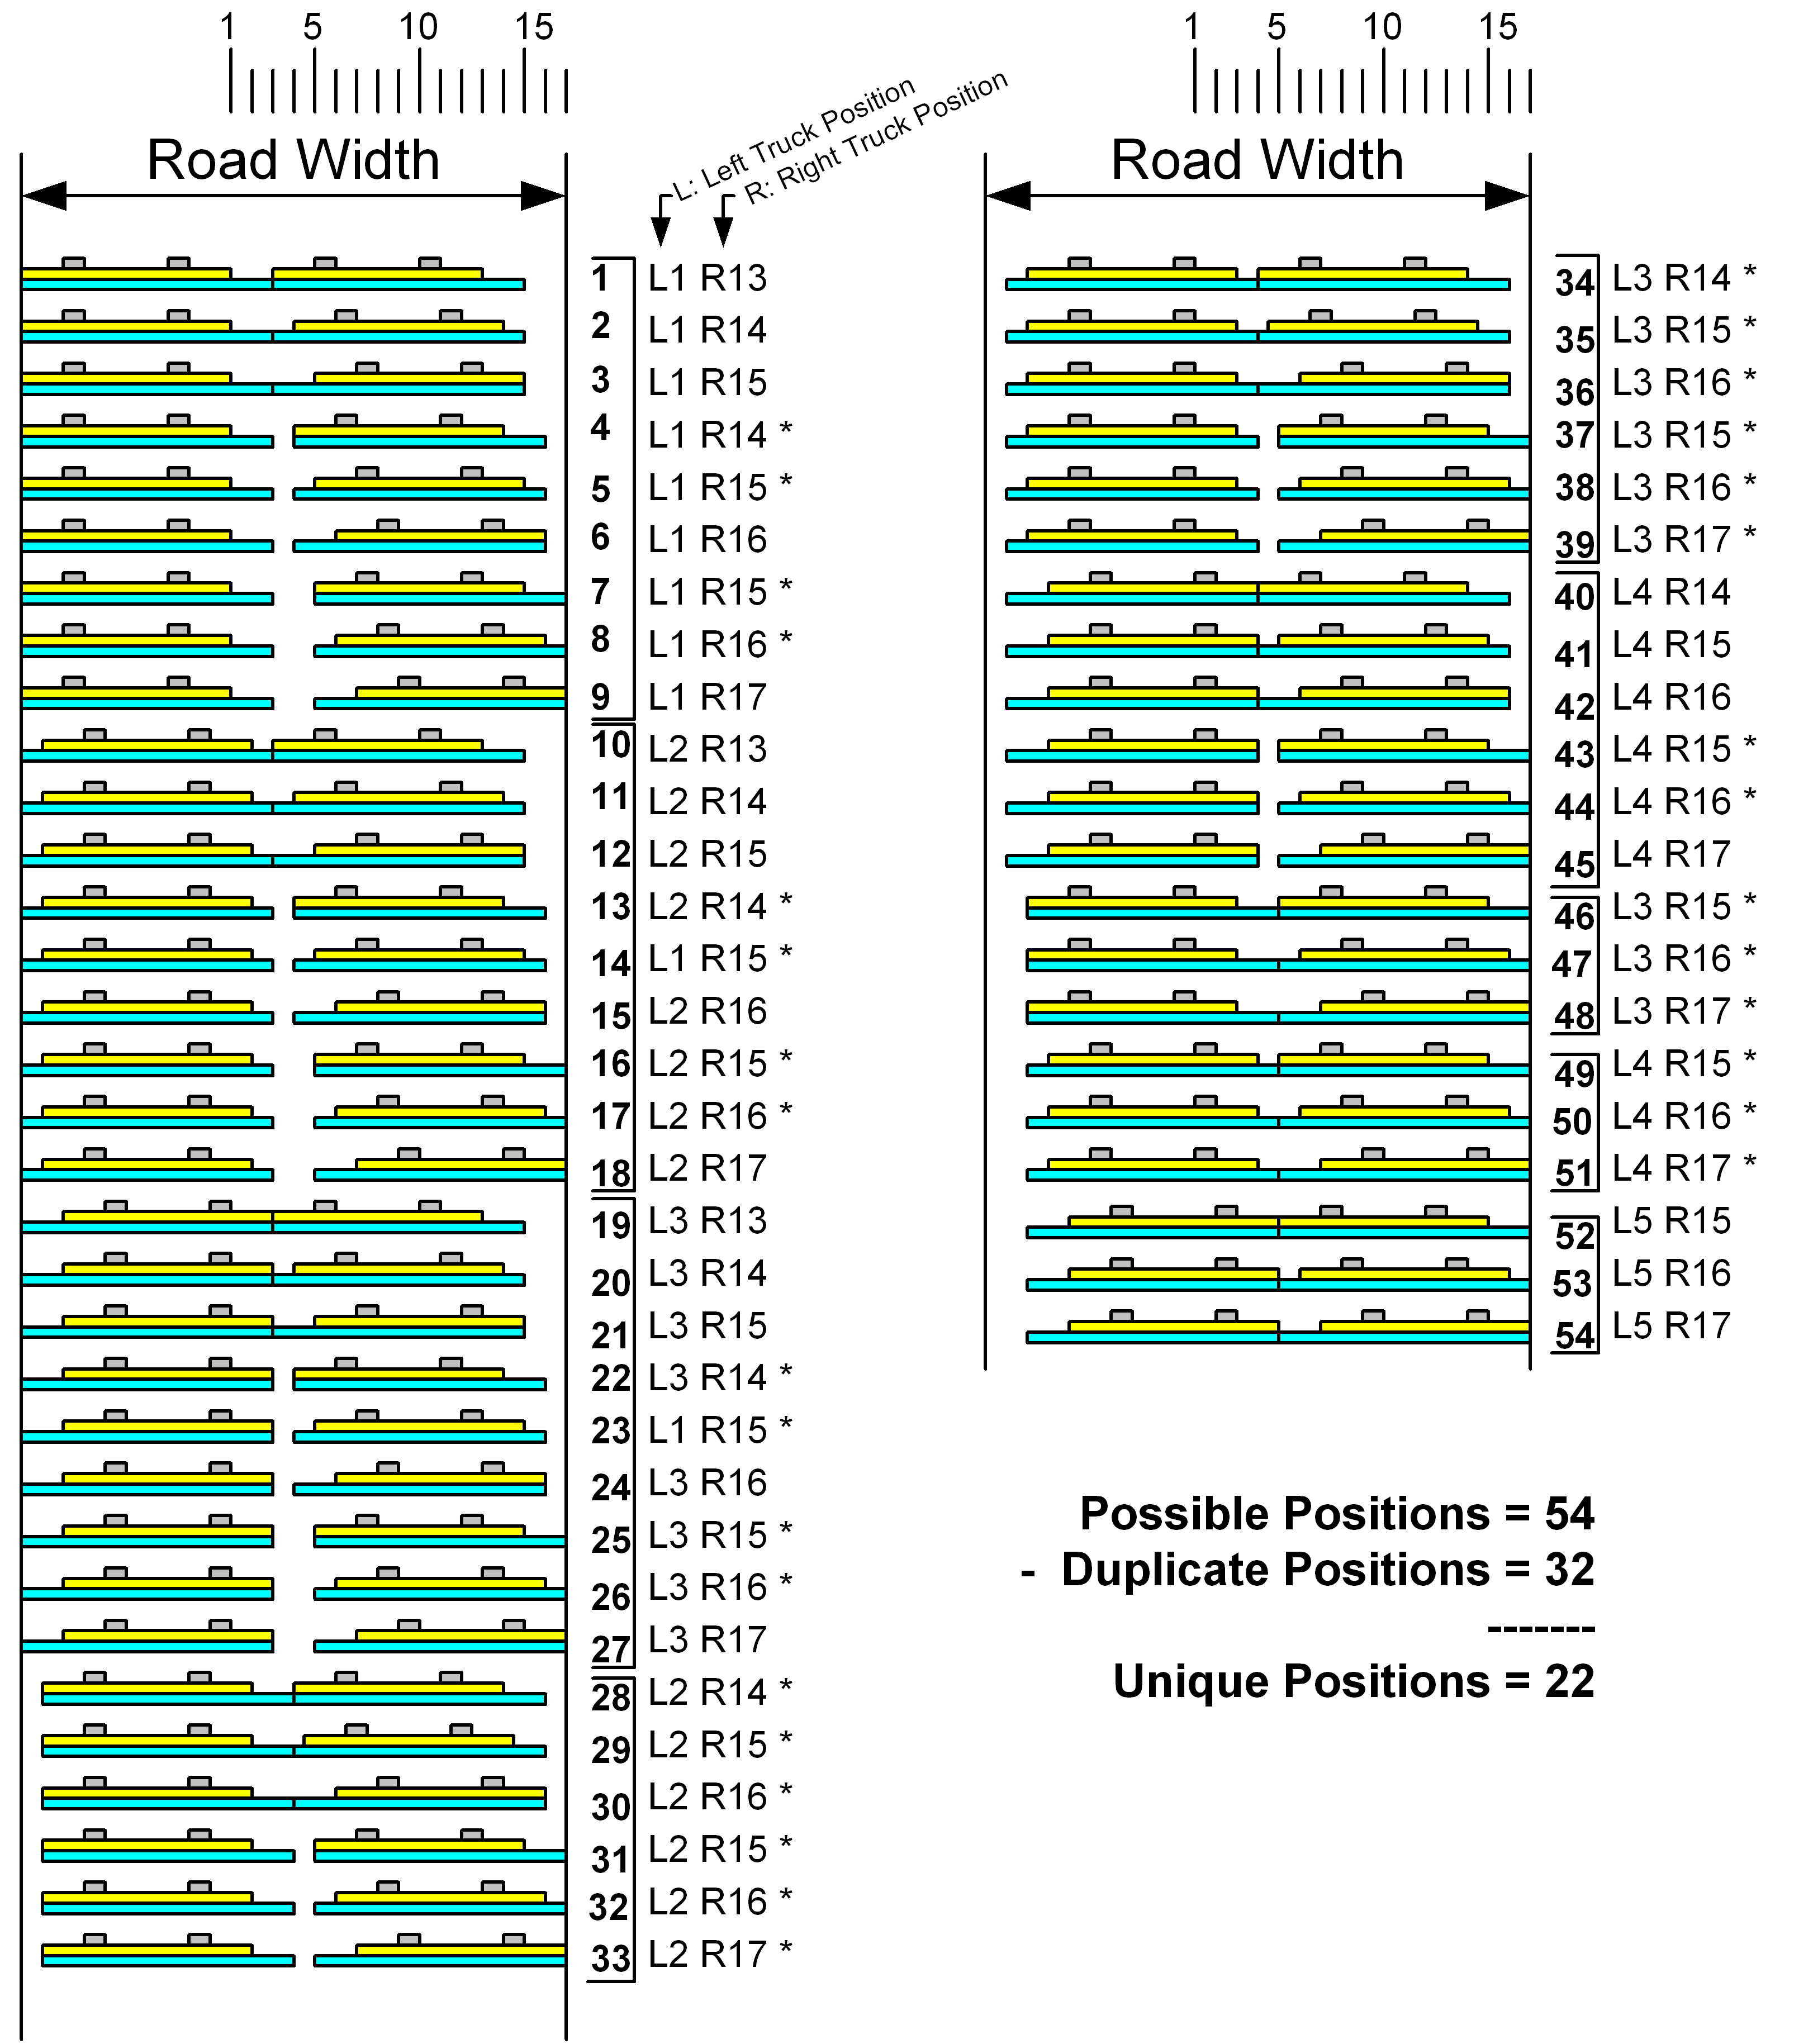 1 5 10 15
Road Width
L: Left Truck Position
R: Right Truck Position
1 L1 R13
2 L1 R14
3 L1 R15
4 L1 R14 *
5 L1 R15 *
6 L1 R16
7 L1 R15 *
8 L1 R16 *
9 L1 R17
10 L2 R13
11 L2 R14
12 L2 R15
13 L2 R14 *
14 L1 R15 *
15 L2 R16
16 L2 R15 *
17 L2 R16 *
18 L2 R17
19 L3 R13
20 L3 R14
21 L3 R15
22 L3 R14 *
23 L1 R15 *
24 L3 R16
25 L3 R15 *
26 L3 R16 *
27 L3 R17
28 L2 R14 *
29 L2 R15 *
30 L2 R16 *
31 L2 R15 *
32 L2 R16 *
33 L2 R17 *
1 5 10 15
Road Width
34 L3 R14 *
35 L3 R15 *
36 L3 R16 *
37 L3 R15 *
38 L3 R16 *
39 L3 R17 *
40 L4 R14
41 L4 R15
42 L4 R16
43 L4 R15 *
44 L4 R16 *
45 L4 R17
46 L3 R15 *
47 L3 R16 *
48 L3 R17 *
49 L4 R15 *
50 L4 R16 *
51 L4 R17 *
52 L5 R15
53 L5 R16
54 L5 R17
Possible Positions = 54
- Duplicate Positions = 32
-------
Unique Positions = 22